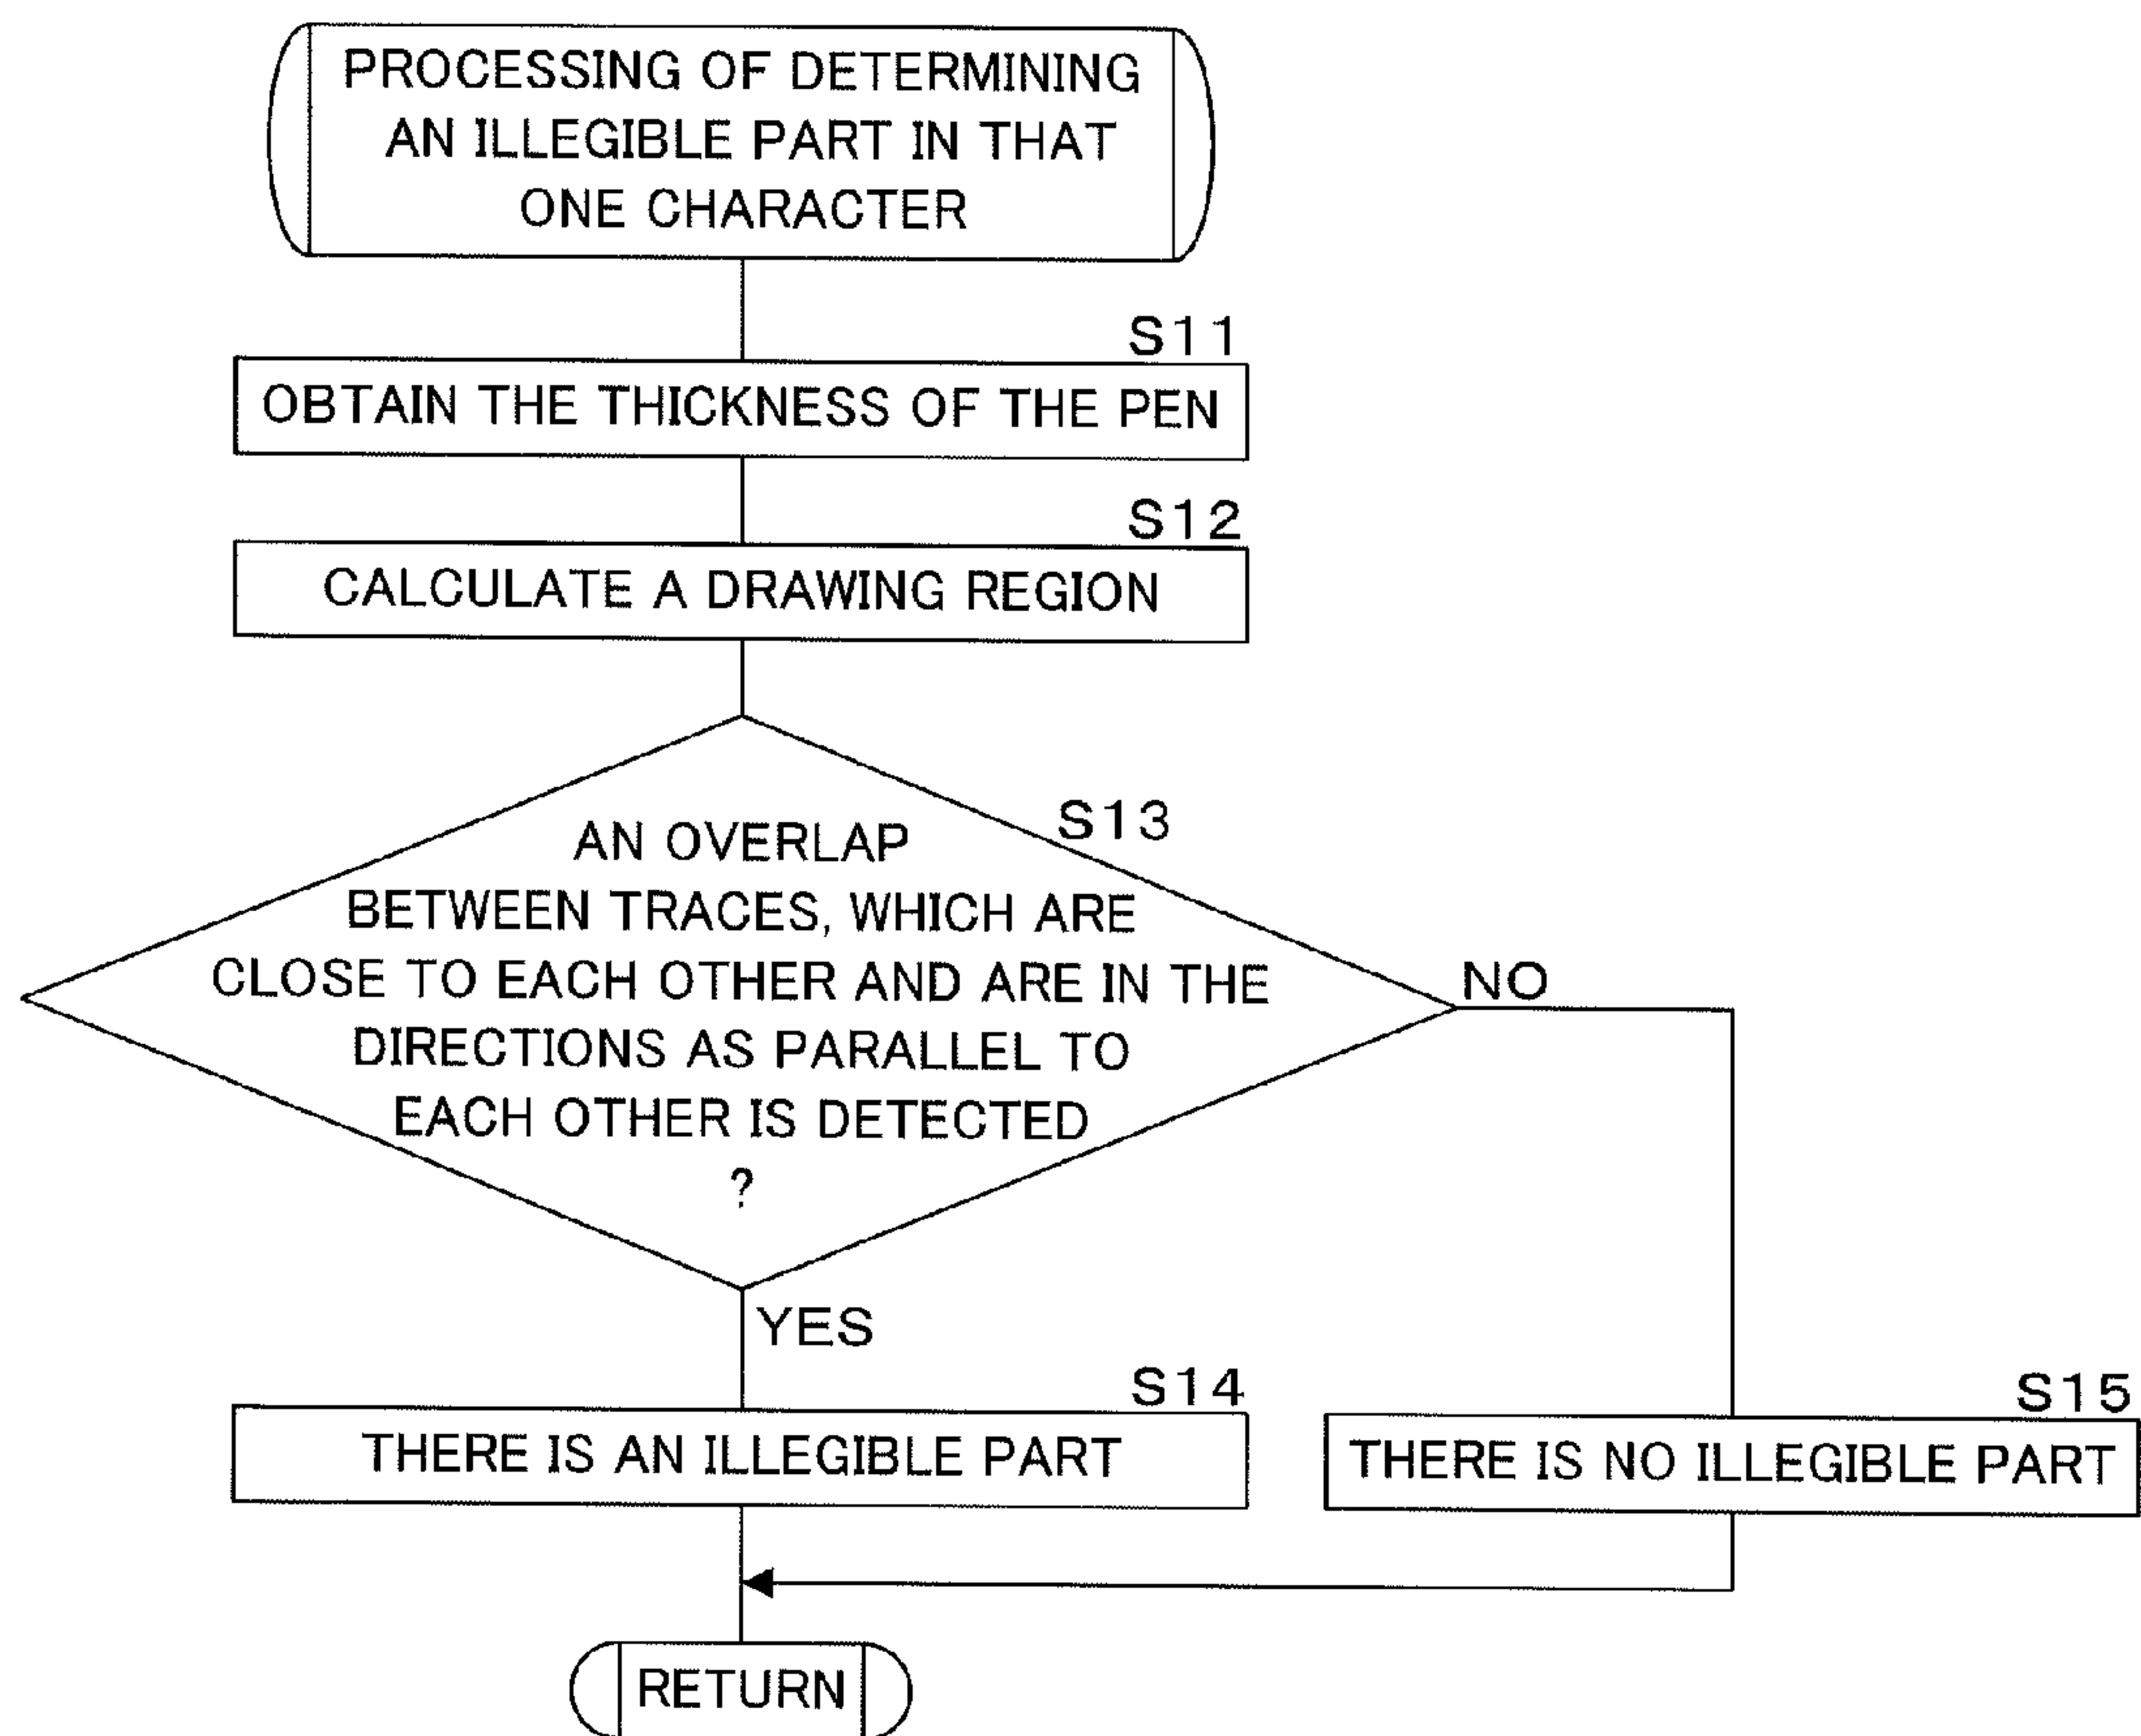 PROCESSING OF DETERMINING
AN ILLEGIBLE PART IN THAT
ONE CHARACTER
S11
OBTAIN THE THICKNESS OF THE PEN
S12
CALCULATE A DRAWING REGION
S13
AN OVERLAP
BETWEEN TRACES, WHICH ARE
CLOSE TO EACH OTHER AND ARE IN THE
DIRECTIONS AS PARALLEL TO
EACH OTHER IS DETECTED
?
NO
YES
S14
THERE IS AN ILLEGIBLE PART
S15
THERE IS NO ILLEGIBLE PART
RETURN